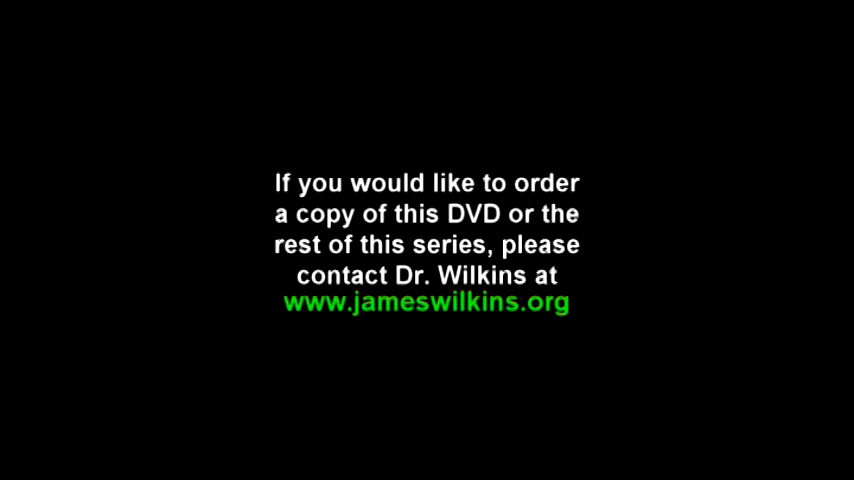 If you would like to order
a copy of this DVD or the
rest of this series, please
contact Dr. Wilkins at
www.jameswilkins.org